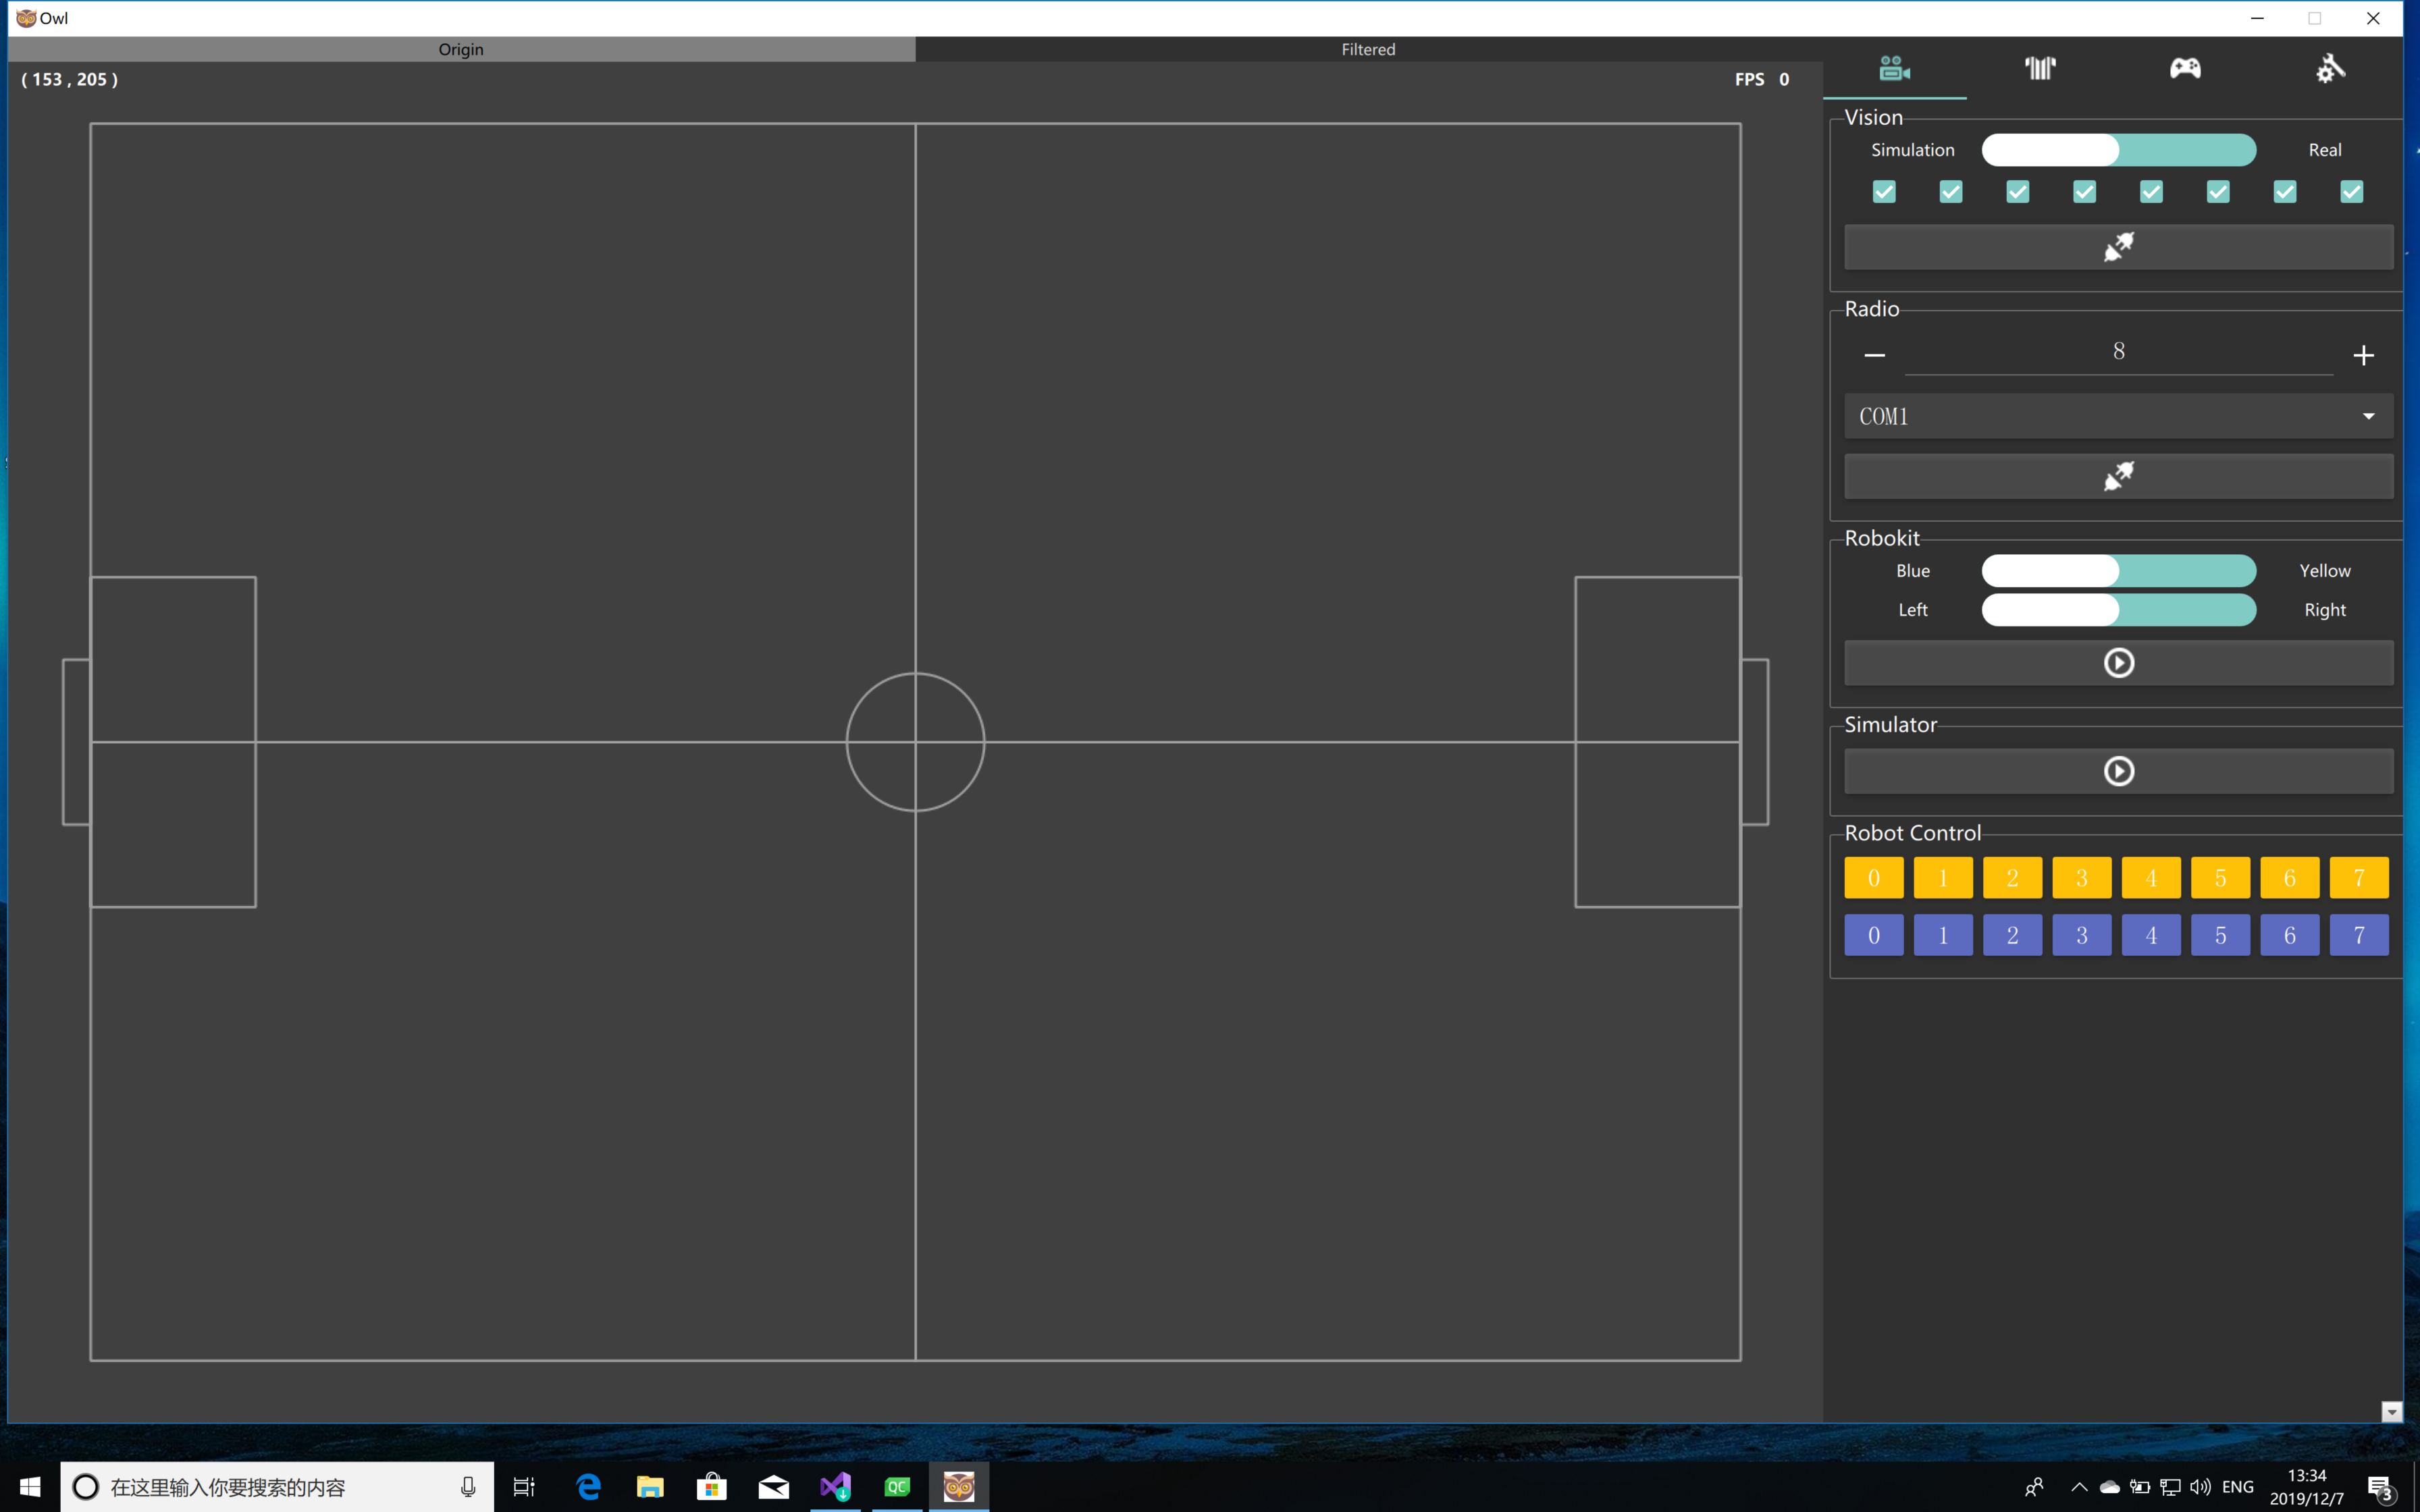 Owl
Origin
Filtered
( 153 , 205 )
FPS 0
Vision
Simulation
Real
Radio
8
COM1
Robokit
Blue
Yellow
Left
Right
Simulator
Robot Control
0 1 2 3 4 5 6 7
0 1 2 3 4 5 6 7
在这里输入你要搜索的内容
QC
ENG
13:34
2019/12/7
3